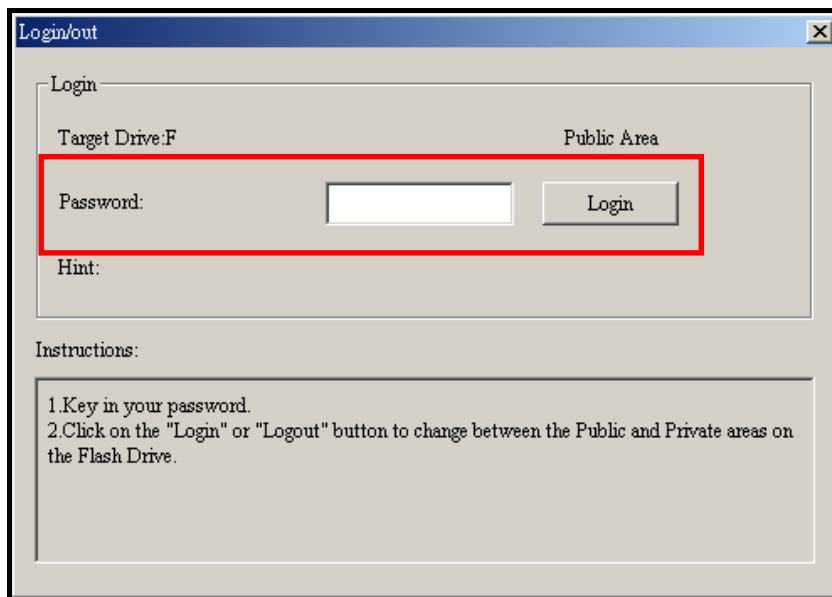 Login/out
Login
Target Drive:F Public Area
Password: Login
Hint:
Instructions:
1.Key in your password.
2.Click on the "Login" or "Logout" button to change between the Public and Private areas on
the Flash Drive.